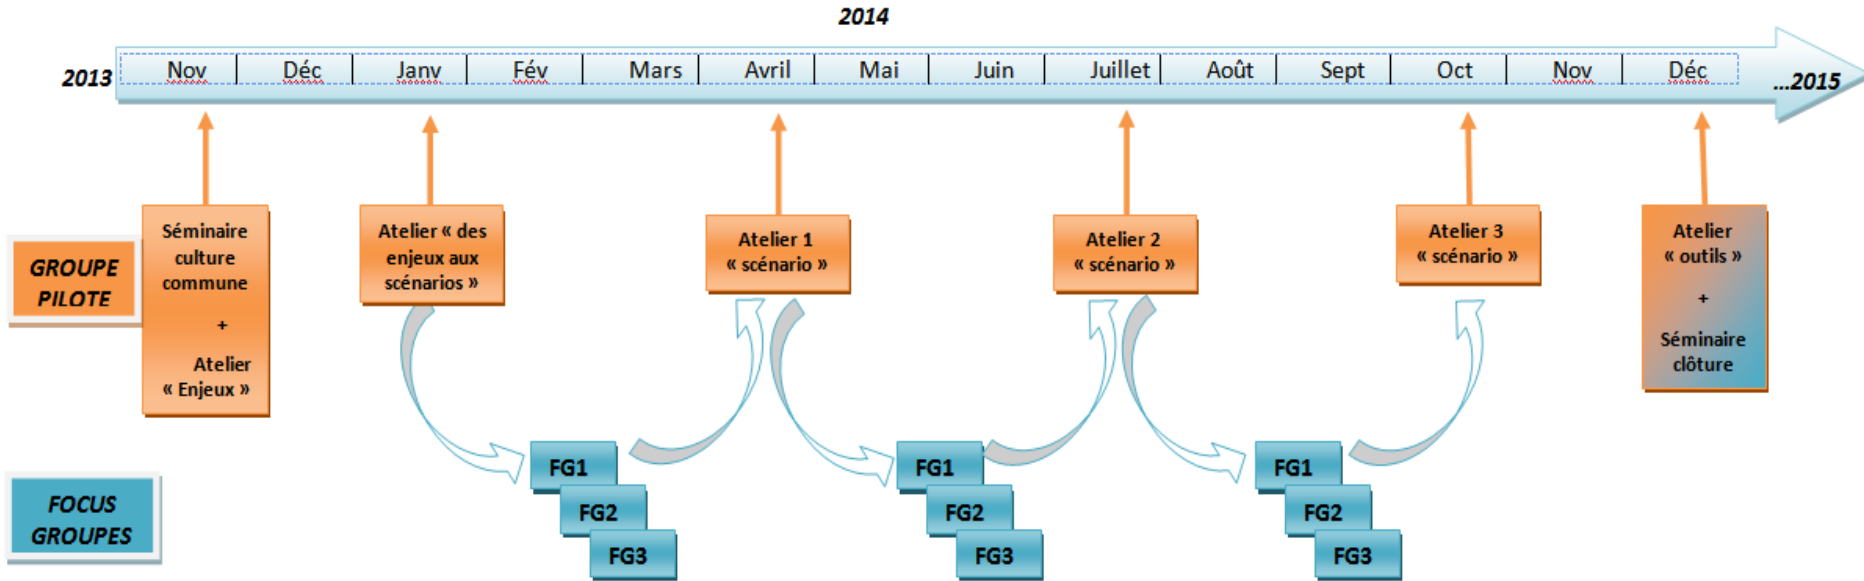 2014
2013
Nov
Déc
Janv
Fév
Mars
Avril
Mai
Juin
Juillet
Août
Sept
Oct
Nov
Déc
...2015
GROUPE
PILOTE
Séminaire
culture
commune
+
Atelier
« Enjeux »
Atelier « des
enjeux aux
scénarios »
Atelier 1
« scénario »
Atelier 2
« scénario »
Atelier 3
« scénario »
Atelier
« outils »
+
Séminaire
clôture
FOCUS
GROUPES
FG1
FG2
FG3
FG1
FG2
FG3
FG1
FG2
FG3